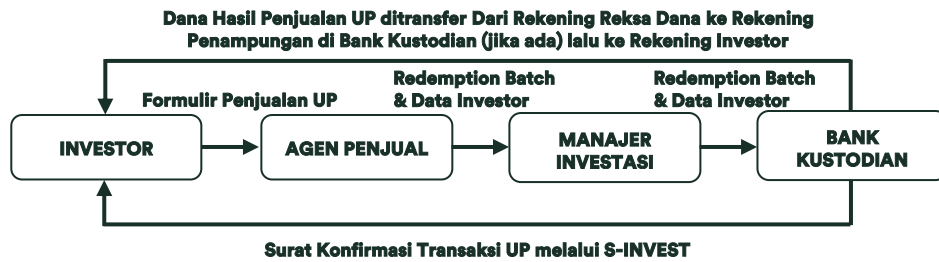 Dana Hasil Penjualan UP ditransfer Dari Rekening Reksa Dana ke Rekening
Penampungan di Bank Kustodian (jika ada) lalu ke Rekening Investor
Formulir Penjualan UP
Redemption Batch
& Data Investor
Redemption Batch
& Data Investor
INVESTOR
AGEN PENJUAL
MANAJER
INVESTASI
BANK
KUSTODIAN
Surat Konfirmasi Transaksi UP melalui S-INVEST